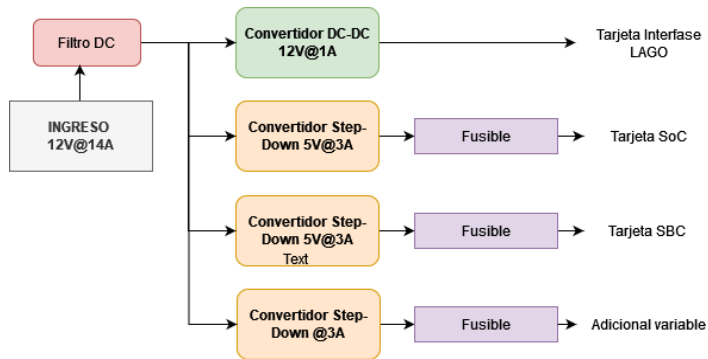 Filtro DC
Convertidor DC-DC
12V@1A
Tarjeta Interfase
LAGO
INGRESO
12V@14A
Convertidor Step-
Down 5V@3A
Fusible
Tarjeta SoC
Convertidor Step-
Down 5V@3A
Text
Fusible
Tarjeta SBC
Convertidor Step-
Down @3A
Fusible
Adicional variable